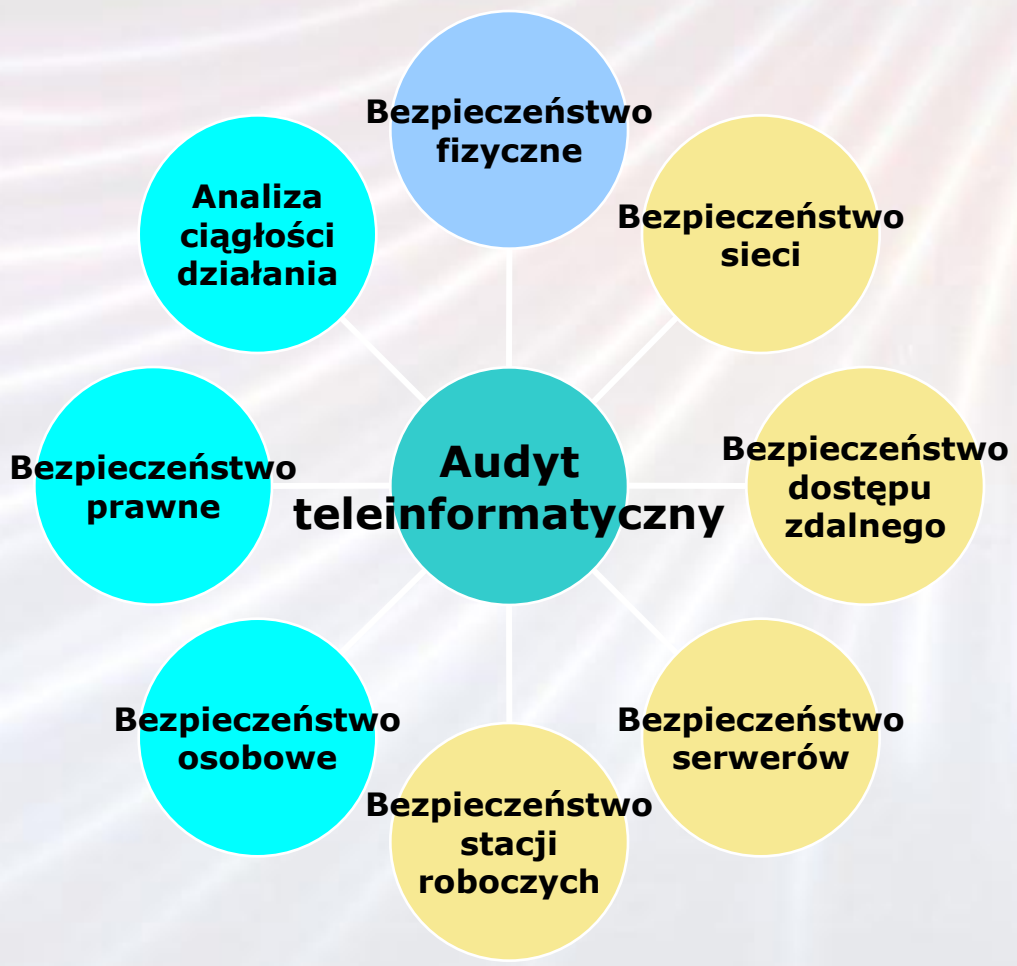 Bezpieczeństwo
fizyczne
Bezpieczeństwo
sieci
Bezpieczeństwo
dostępu
zdalnego
Bezpieczeństwo
serwerów
Bezpieczeństwo
stacji
roboczych
Bezpieczeństwo
osobowe
Bezpieczeństwo
prawne
Analiza
ciągłości
działania
Audyt
teleinformatyczny